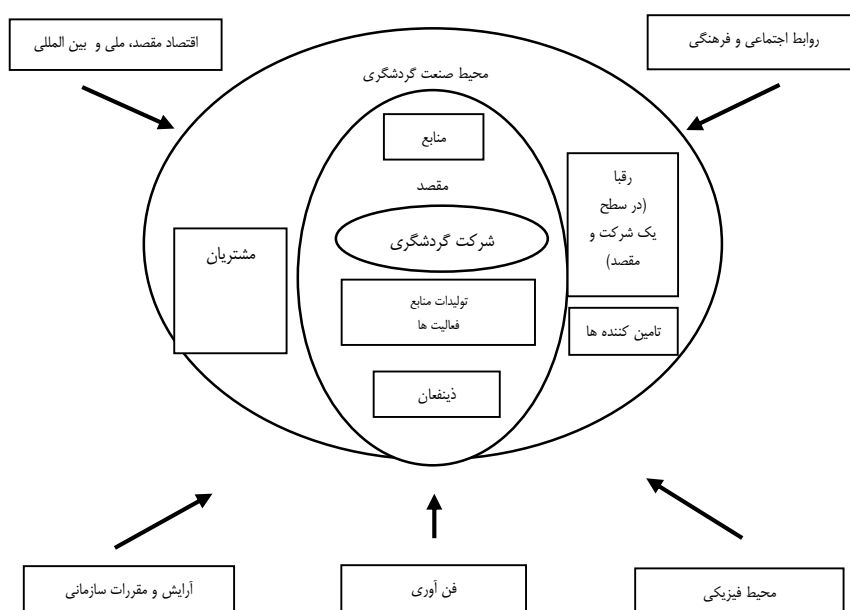 روابط اجتماعی و فرهنگی
اقتصاد مقصد، ملی و بین المللی
محیط صنعت گردشگری
منابع
مقصد
شرکت گردشگری
تولیدات منابع
فعالیت ها
ذینفعان
رقبا
(در سطح
یک شرکت و
مقصد)
تامین کننده ها
مشتریان
محیط فیزیکی
فن آوری
آرایش و مقررات سازمانی